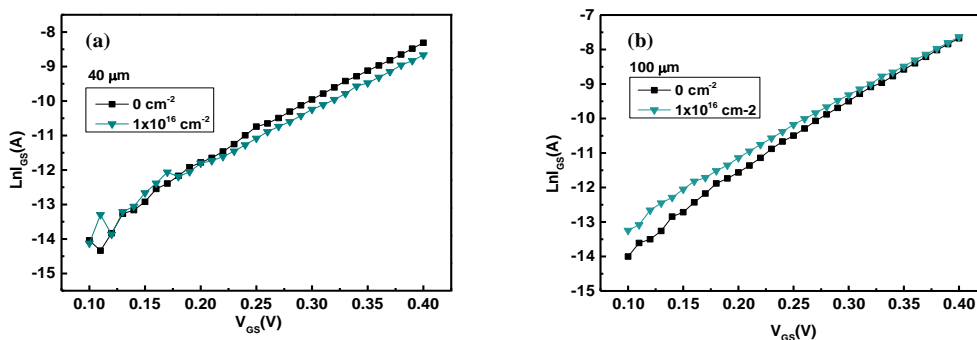 (a)
40 μm
0 cm⁻²
1x10¹⁶ cm⁻²
LnI_GS(A)
-8
-9
-10
-11
-12
-13
-14
-15
0.10 0.15 0.20 0.25 0.30 0.35 0.40
V_GS(V)
(b)
100 μm
0 cm⁻²
1x10¹⁶ cm-2
LnI_GS(A)
-7
-8
-9
-10
-11
-12
-13
-14
-15
0.10 0.15 0.20 0.25 0.30 0.35 0.40
V_GS(V)